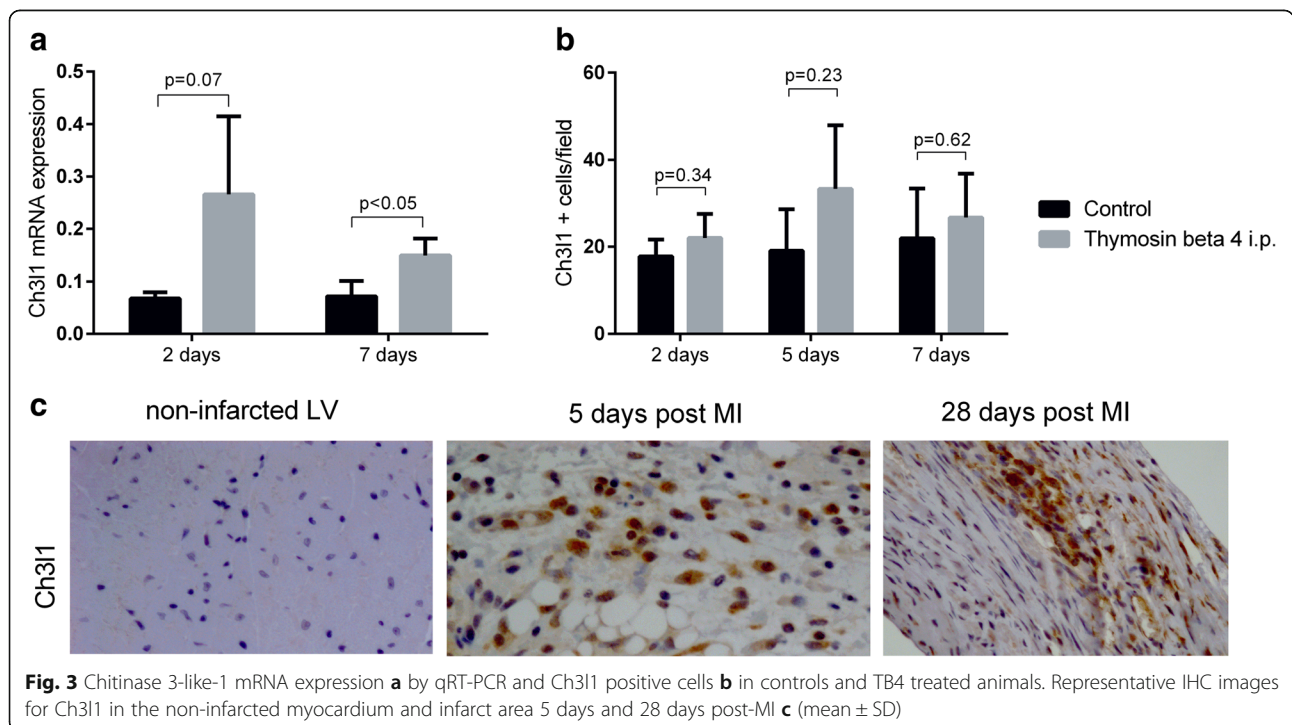 a
b
Ch3l1 mRNA expression
0.5
0.4
0.3
0.2
0.1
0.0
p=0.07
p<0.05
2 days
7 days
Ch3l1 + cells/field
60
40
20
0
p=0.34
p=0.23
p=0.62
2 days
5 days
7 days
Control
Thymosin beta 4 i.p.
c
non-infarcted LV
5 days post MI
28 days post MI
Ch3l1
Fig. 3 Chitinase 3-like-1 mRNA expression a by qRT-PCR and Ch3l1 positive cells b in controls and TB4 treated animals. Representative IHC images
for Ch3l1 in the non-infarcted myocardium and infarct area 5 days and 28 days post-MI c (mean ± SD)